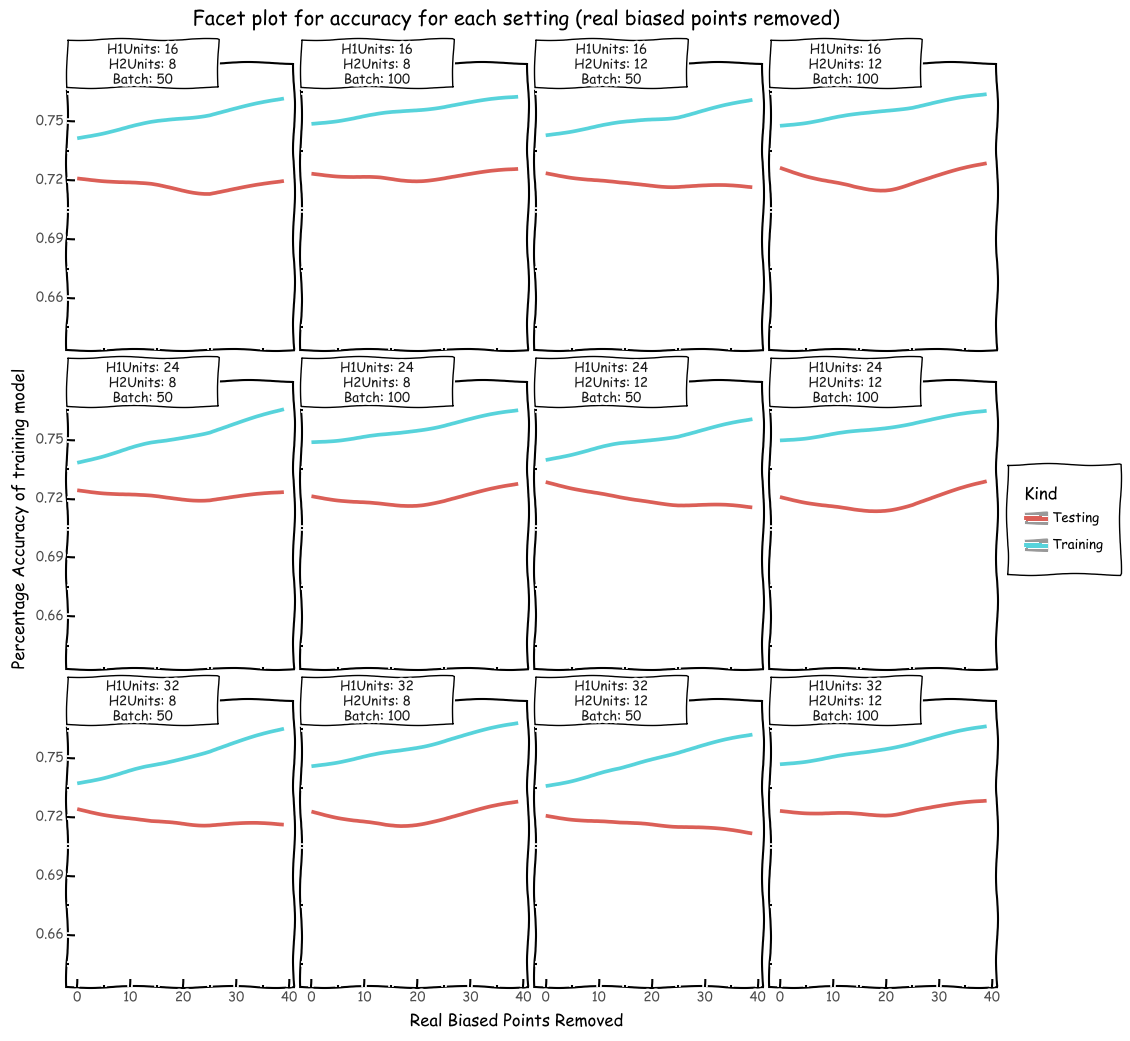 Facet plot for accuracy for each setting (real biased points removed)
H1Units: 16
H2Units: 8
Batch: 50
H1Units: 16
H2Units: 8
Batch: 100
H1Units: 16
H2Units: 12
Batch: 50
H1Units: 16
H2Units: 12
Batch: 100
0.75
0.72
0.69
0.66
H1Units: 24
H2Units: 8
Batch: 50
H1Units: 24
H2Units: 8
Batch: 100
H1Units: 24
H2Units: 12
Batch: 50
H1Units: 24
H2Units: 12
Batch: 100
0.75
0.72
0.69
0.66
H1Units: 32
H2Units: 8
Batch: 50
H1Units: 32
H2Units: 8
Batch: 100
H1Units: 32
H2Units: 12
Batch: 50
H1Units: 32
H2Units: 12
Batch: 100
0.75
0.72
0.69
0.66
0 10 20 30 40
0 10 20 30 40
0 10 20 30 40
0 10 20 30 40
Real Biased Points Removed
Percentage Accuracy of training model
Kind
Testing
Training